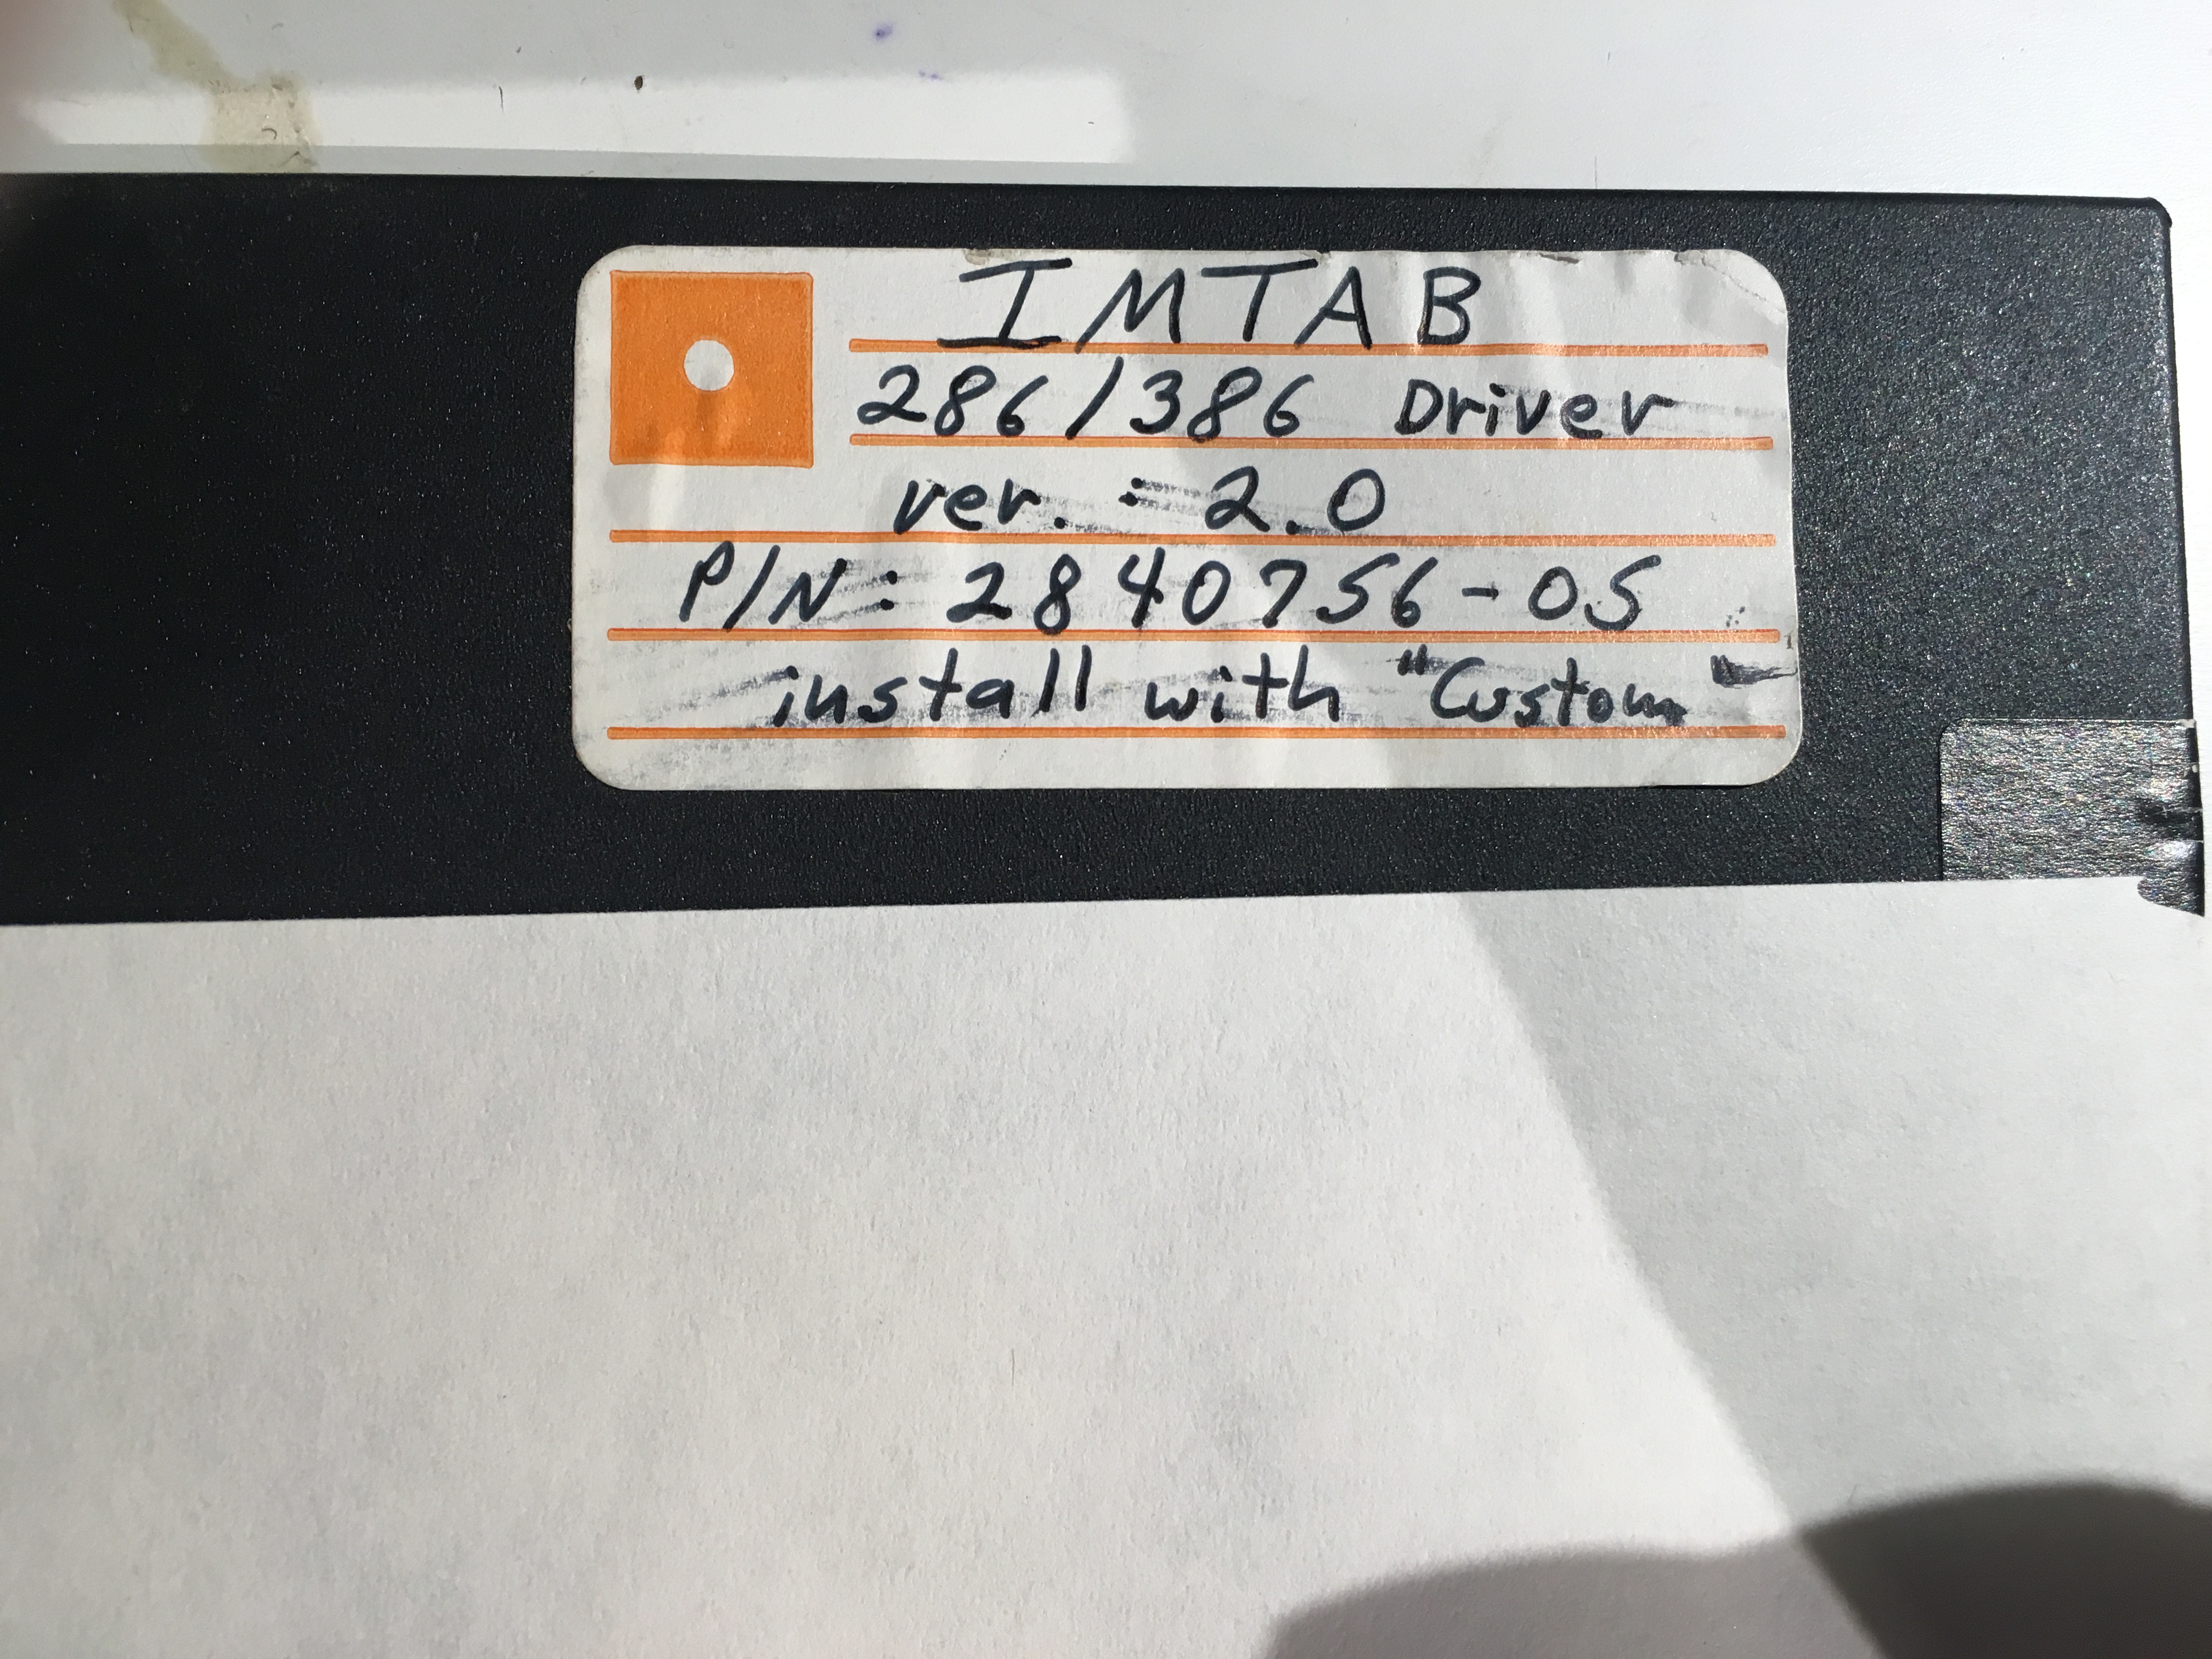 IMTAB
286/386 Driver
ver. : 2.0
P/N: 2840756-05
install with "Custom"